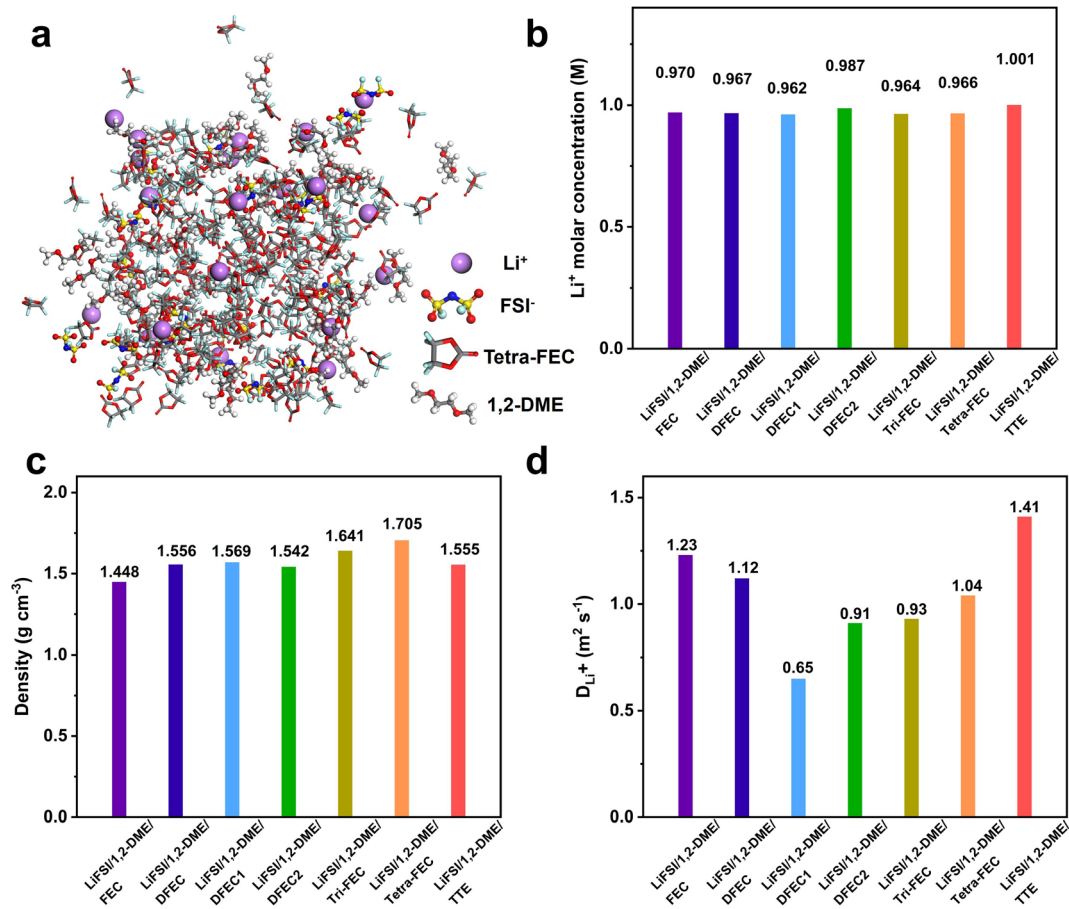 a
Li⁺
FSI⁻
Tetra-FEC
1,2-DME
b
Li⁺ molar concentration (M)
1.0
0.5
0.0
0.970
0.967
0.962
0.987
0.964
0.966
1.001
LiFSI/1,2-DME/
FEC
LiFSI/1,2-DME/
DFEC
LiFSI/1,2-DME/
DFEC1
LiFSI/1,2-DME/
DFEC2
LiFSI/1,2-DME/
Tri-FEC
LiFSI/1,2-DME/
Tetra-FEC
LiFSI/1,2-DME/
TTE
c
Density (g cm⁻³)
2.0
1.5
1.0
0.5
0.0
1.448
1.556
1.569
1.542
1.641
1.705
1.555
LiFSI/1,2-DME/
FEC
LiFSI/1,2-DME/
DFEC
LiFSI/1,2-DME/
DFEC1
LiFSI/1,2-DME/
DFEC2
LiFSI/1,2-DME/
Tri-FEC
LiFSI/1,2-DME/
Tetra-FEC
LiFSI/1,2-DME/
TTE
d
D_Li+ (m² s⁻¹)
1.5
1.0
0.5
0.0
1.23
1.12
0.65
0.91
0.93
1.04
1.41
LiFSI/1,2-DME/
FEC
LiFSI/1,2-DME/
DFEC
LiFSI/1,2-DME/
DFEC1
LiFSI/1,2-DME/
DFEC2
LiFSI/1,2-DME/
Tri-FEC
LiFSI/1,2-DME/
Tetra-FEC
LiFSI/1,2-DME/
TTE